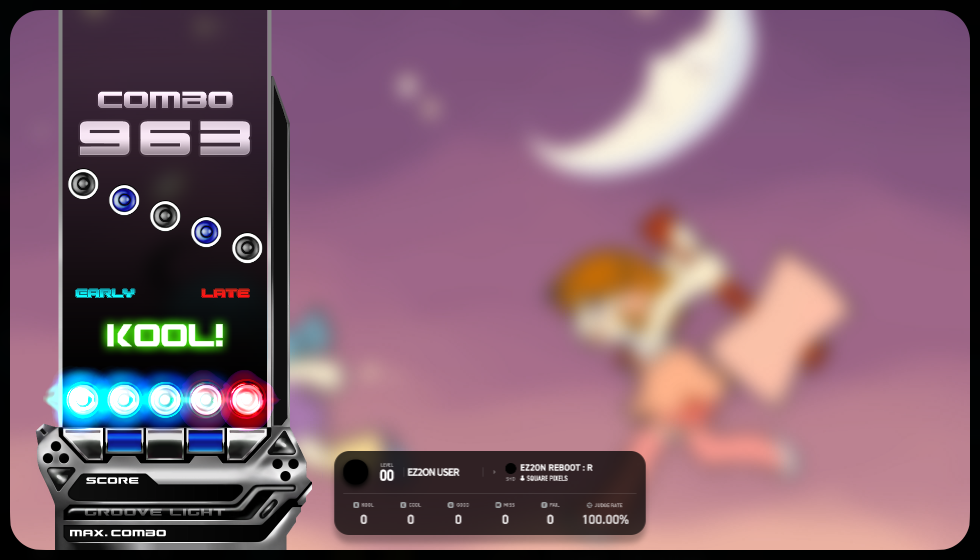 COMBO
963
EARLY LATE
KOOL!
SCORE
GROOVE LIGHT
MAX.COMBO
LEVEL
00 EZ2ON USER
EZ2ON REBOOT : R
SQUARE PIXELS
KOOL COOL GOOD MISS FAIL JUDGE RATE
0 0 0 0 0 100.00%